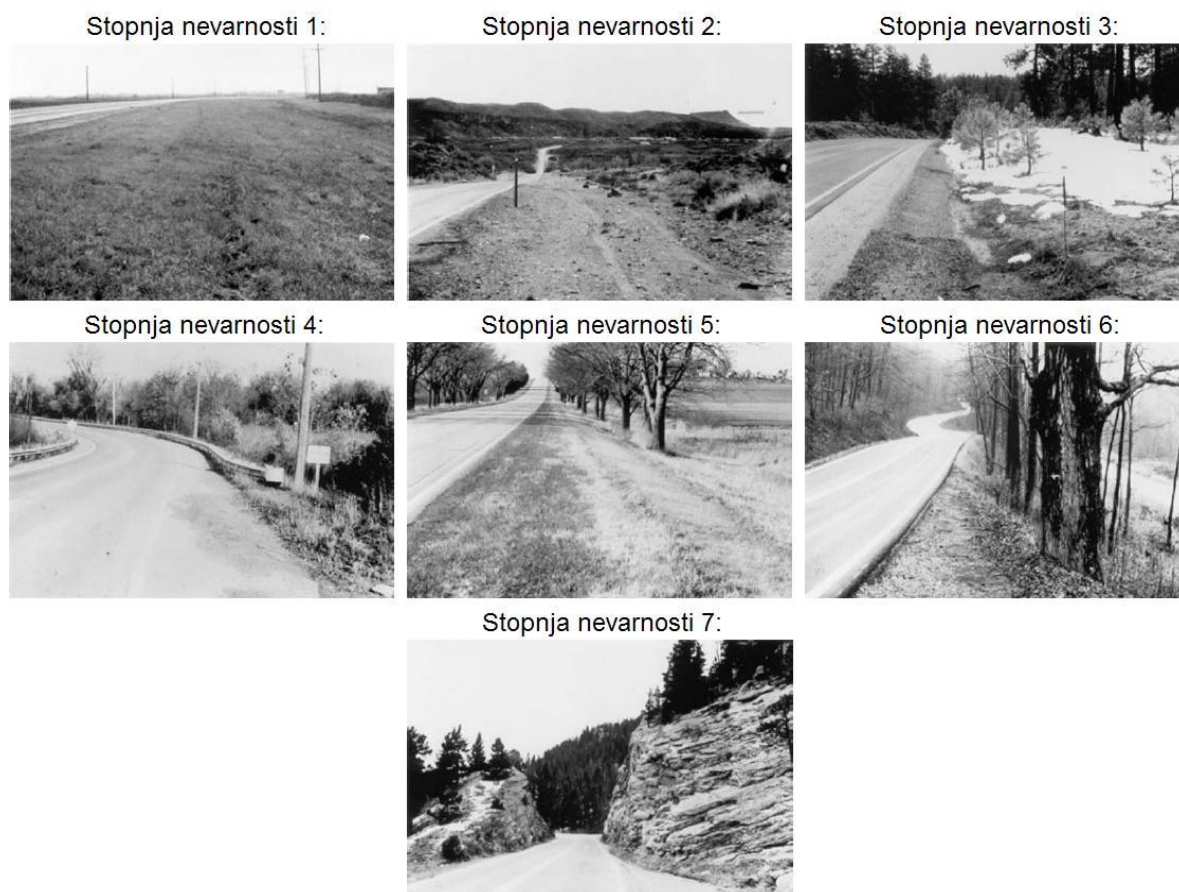 Stopnja nevarnosti 1:
Stopnja nevarnosti 2:
Stopnja nevarnosti 3:
Stopnja nevarnosti 4:
Stopnja nevarnosti 5:
Stopnja nevarnosti 6:
Stopnja nevarnosti 7: